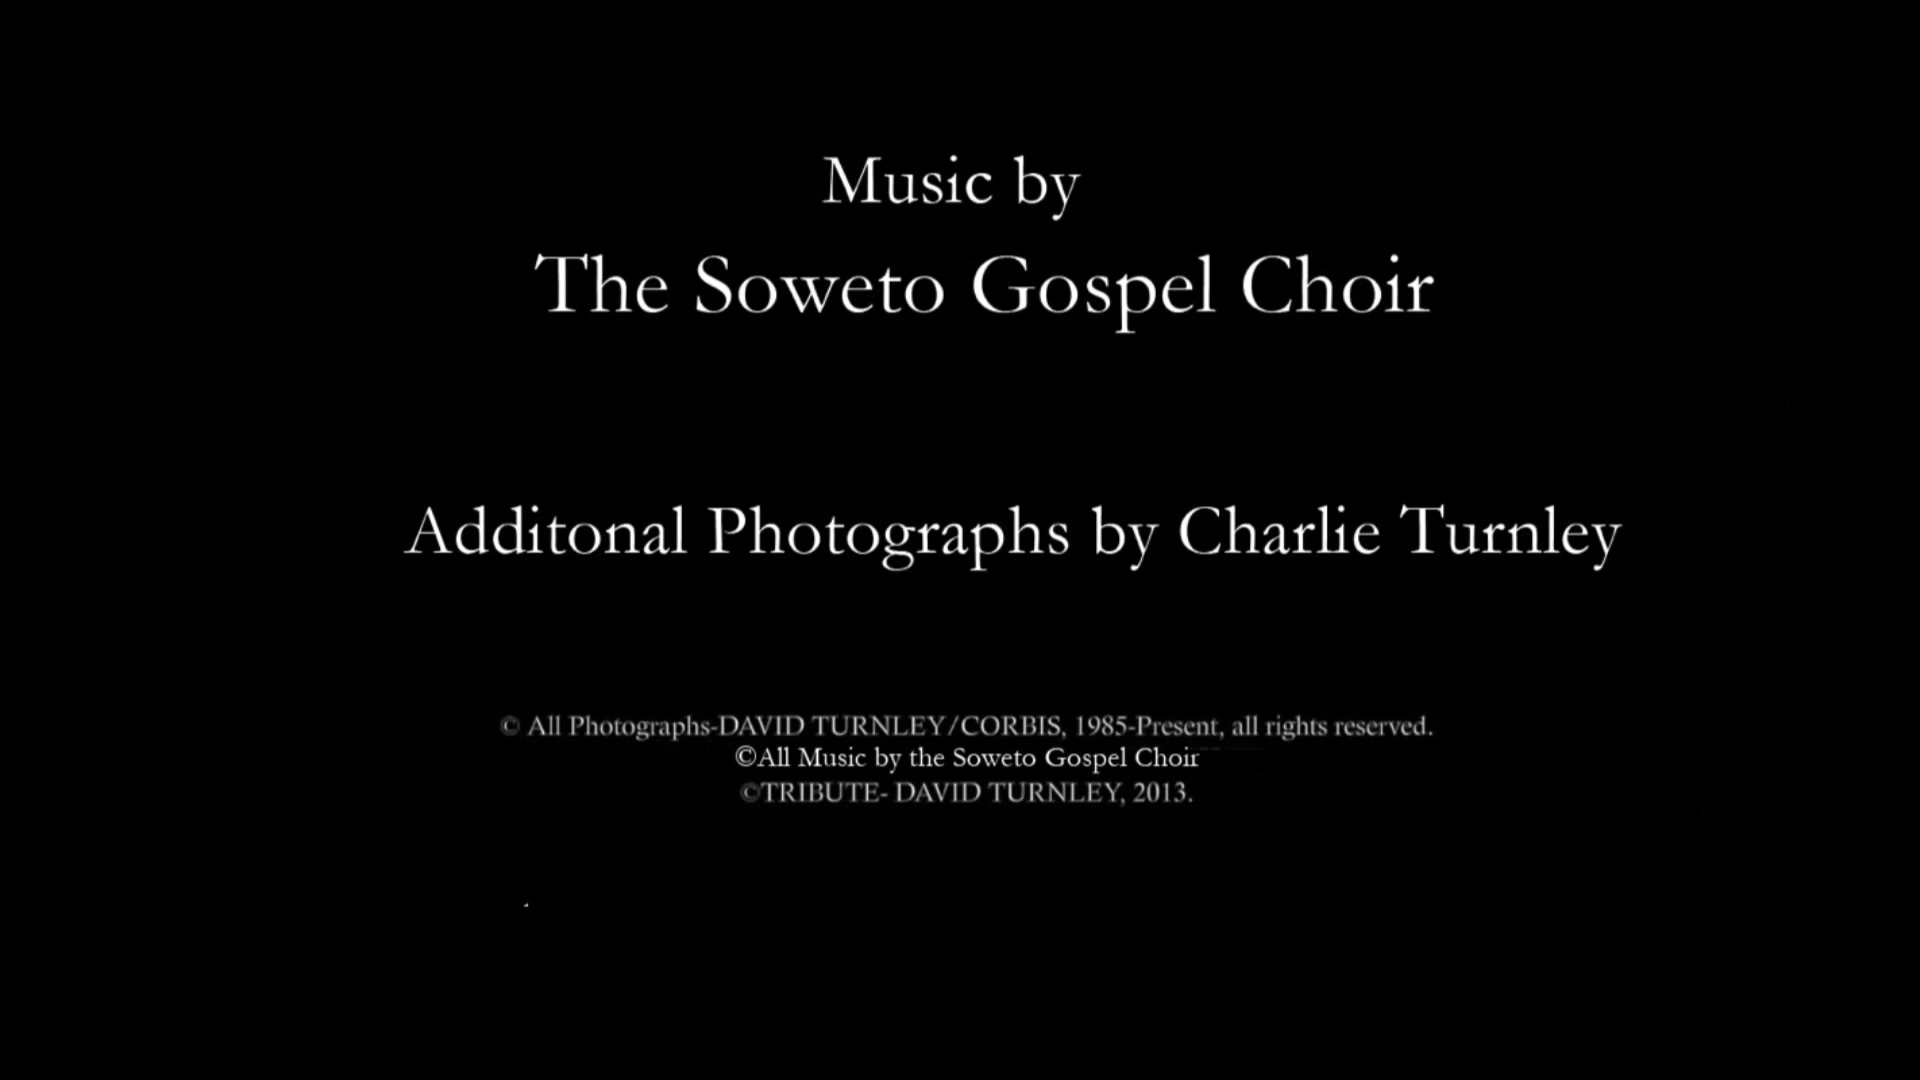 Music by
The Soweto Gospel Choir
Additonal Photographs by Charlie Turnley
© All Photographs-DAVID TURNLEY/CORBIS, 1985-Present, all rights reserved.
©All Music by the Soweto Gospel Choir
©TRIBUTE- DAVID TURNLEY, 2013.